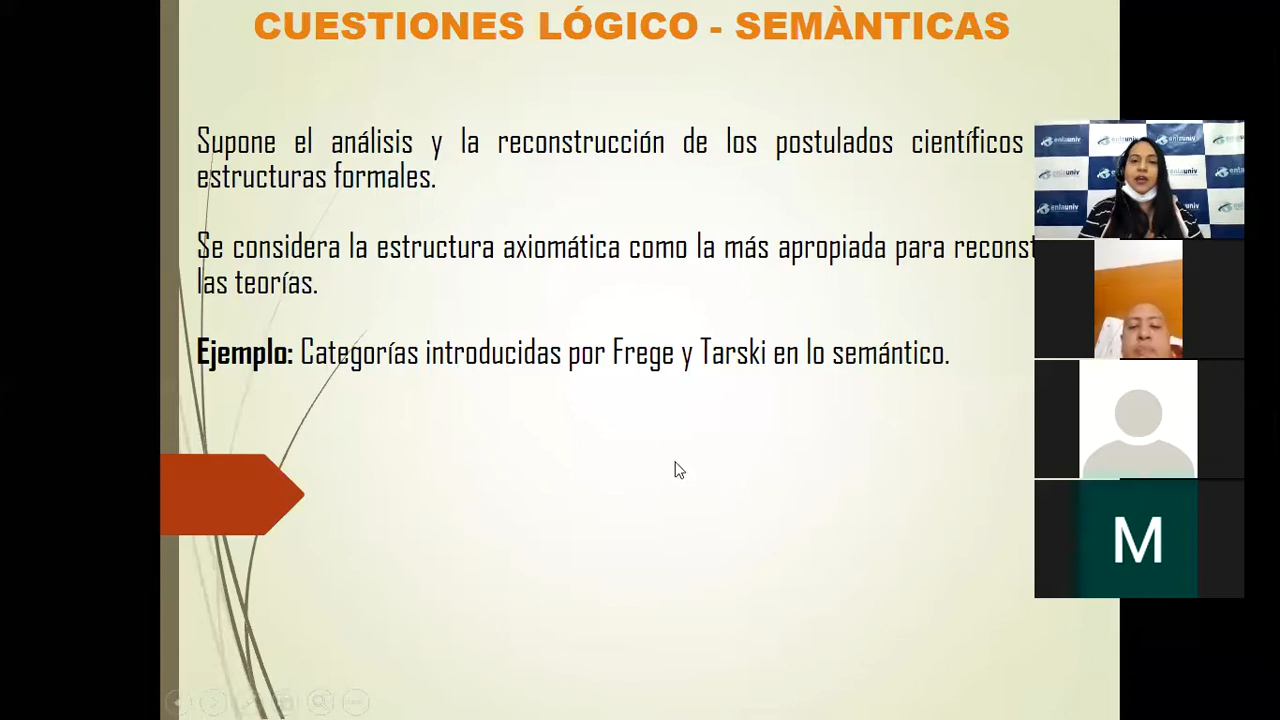 CUESTIONES LÓGICO - SEMÀNTICAS
Supone el análisis y la reconstrucción de los postulados científicos
estructuras formales.
Se considera la estructura axiomática como la más apropiada para reconst
las teorías.
Ejemplo: Categorías introducidas por Frege y Tarski en lo semántico.
enlauniv
M